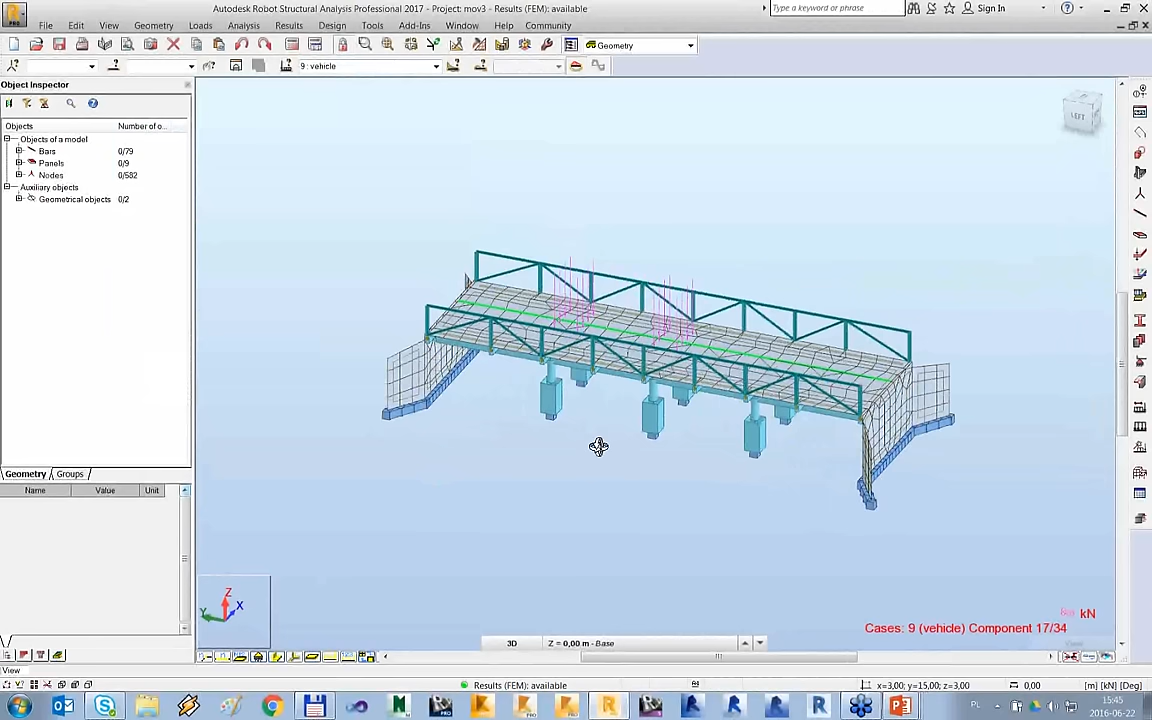 Autodesk Robot Structural Analysis Professional 2017 - Project: mov3 - Results (FEM): available
Type a keyword or phrase
Sign In
PRO
File Edit View Geometry Loads Analysis Results Design Tools Add-Ins Window Help Community
Geometry
9: vehicle
Object Inspector
Objects Number of o...
Objects of a model
Bars 0/79
Panels 0/9
Nodes 0/582
Auxiliary objects
Geometrical objects 0/2
Geometry Groups
Name Value Unit
LEFT
Z
Y X
kN
Cases: 9 (vehicle) Component 17/34
3D Z = 0,00 m - Base
View
Results (FEM): available
x=3,00; y=15,00; z=3,00
0,00
[m] [kN] [Deg]
PL
15:45
2016-06-22